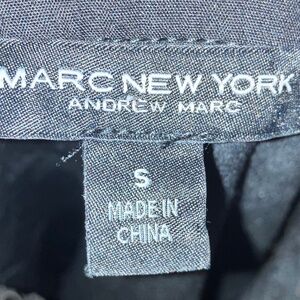 MARC NEW YORK
ANDREW MARC
S
MADE IN
CHINA